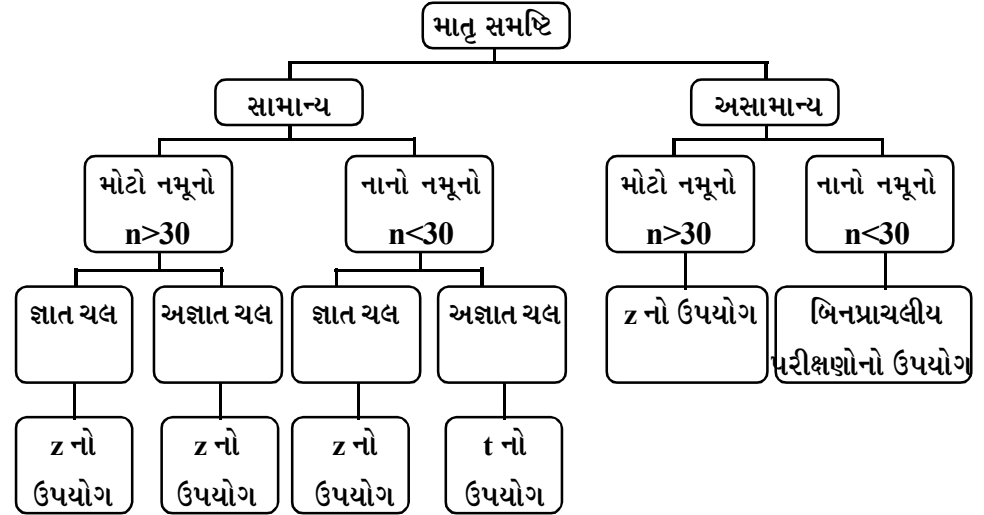 માતૃ સમષ્ટિ
સામાન્ય
અસામાન્ય
મોટો નમૂનો
n>30
નાનો નમૂનો
n<30
મોટો નમૂનો
n>30
નાનો નમૂનો
n<30
જ્ઞાત ચલ
અજ્ઞાત ચલ
જ્ઞાત ચલ
અજ્ઞાત ચલ
z નો ઉપયોગ
બિનપ્રાચલીય
પરીક્ષણોનો ઉપયોગ
z નો
ઉપયોગ
z નો
ઉપયોગ
z નો
ઉપયોગ
t નો
ઉપયોગ